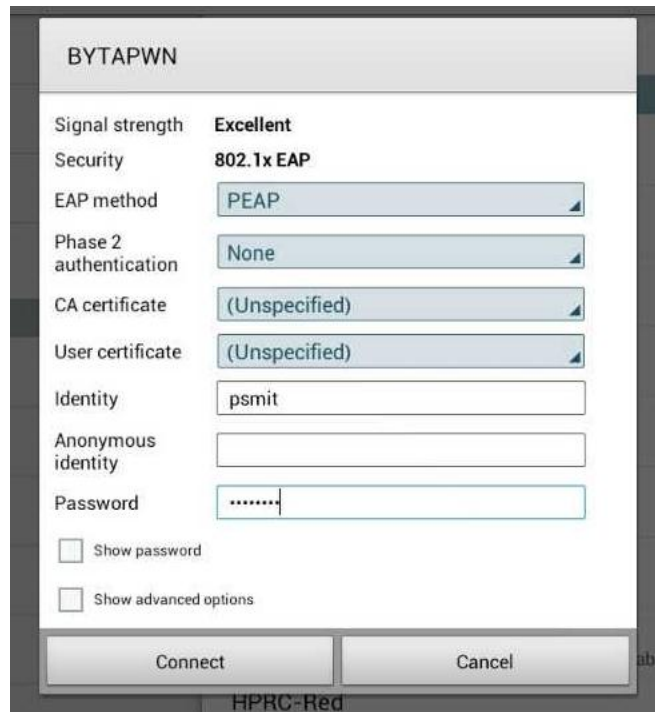 BYTAPWN
Signal strength Excellent
Security 802.1x EAP
EAP method PEAP
Phase 2
authentication None
CA certificate (Unspecified)
User certificate (Unspecified)
Identity psmit
Anonymous
identity
Password ........
Show password
Show advanced options
Connect Cancel
ab
HPRC-Red